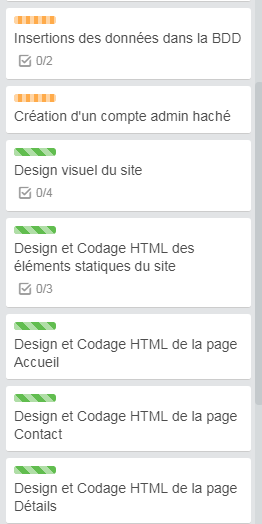 Insertions des données dans la BDD
0/2
Création d'un compte admin haché
Design visuel du site
0/4
Design et Codage HTML des
éléments statiques du site
0/3
Design et Codage HTML de la page
Accueil
Design et Codage HTML de la page
Contact
Design et Codage HTML de la page
Détails